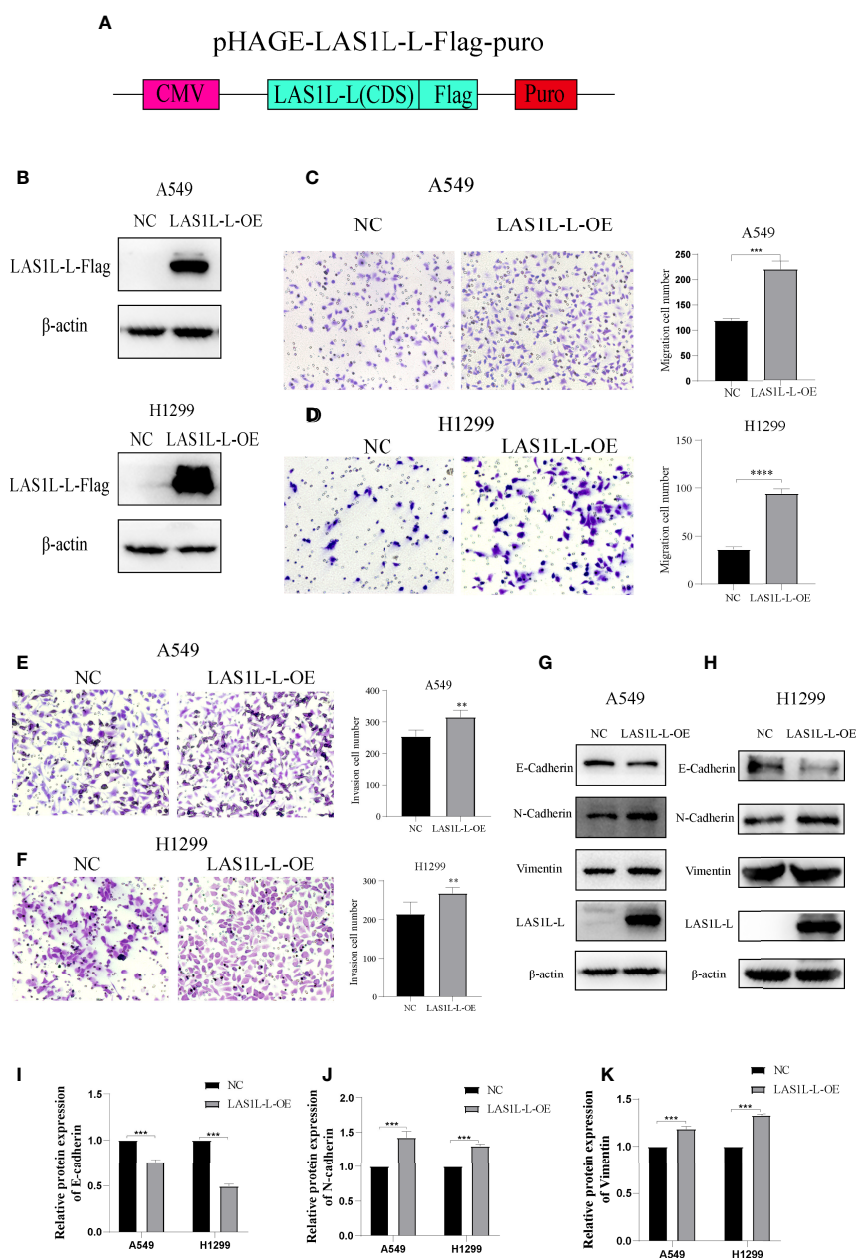 A
pHAGE-LAS1L-L-Flag-puro
CMV
LAS1L-L(CDS)
Flag
Puro
B
A549
NC LAS1L-L-OE
LAS1L-L-Flag
β-actin
H1299
NC LAS1L-L-OE
LAS1L-L-Flag
β-actin
C
A549
NC
LAS1L-L-OE
A549
Migration cell number
250
200
150
100
50
0
***
NC
LAS1L-L-OE
D
H1299
NC
LAS1L-L-OE
H1299
Migration cell number
150
100
50
0
****
NC
LAS1L-L-OE
E
A549
NC
LAS1L-L-OE
A549
Invasion cell number
400
300
200
100
0
**
NC
LAS1L-L-OE
F
H1299
NC
LAS1L-L-OE
H1299
Invasion cell number
300
200
100
0
**
NC
LAS1L-L-OE
G
A549
NC LAS1L-L-OE
E-Cadherin
N-Cadherin
Vimentin
LAS1L-L
β-actin
H
H1299
NC LAS1L-L-OE
E-Cadherin
N-Cadherin
Vimentin
LAS1L-L
β-actin
I
NC
LAS1L-L-OE
Relative protein expression
of E-cadherin
1.5
1.0
0.5
0.0
***
***
A549
H1299
J
NC
LAS1L-L-OE
Relative protein expression
of N-cadherin
2.0
1.5
1.0
0.5
0.0
***
***
A549
H1299
K
NC
LAS1L-L-OE
Relative protein expression
of Vimentin
1.5
1.0
0.5
0.0
***
***
A549
H1299